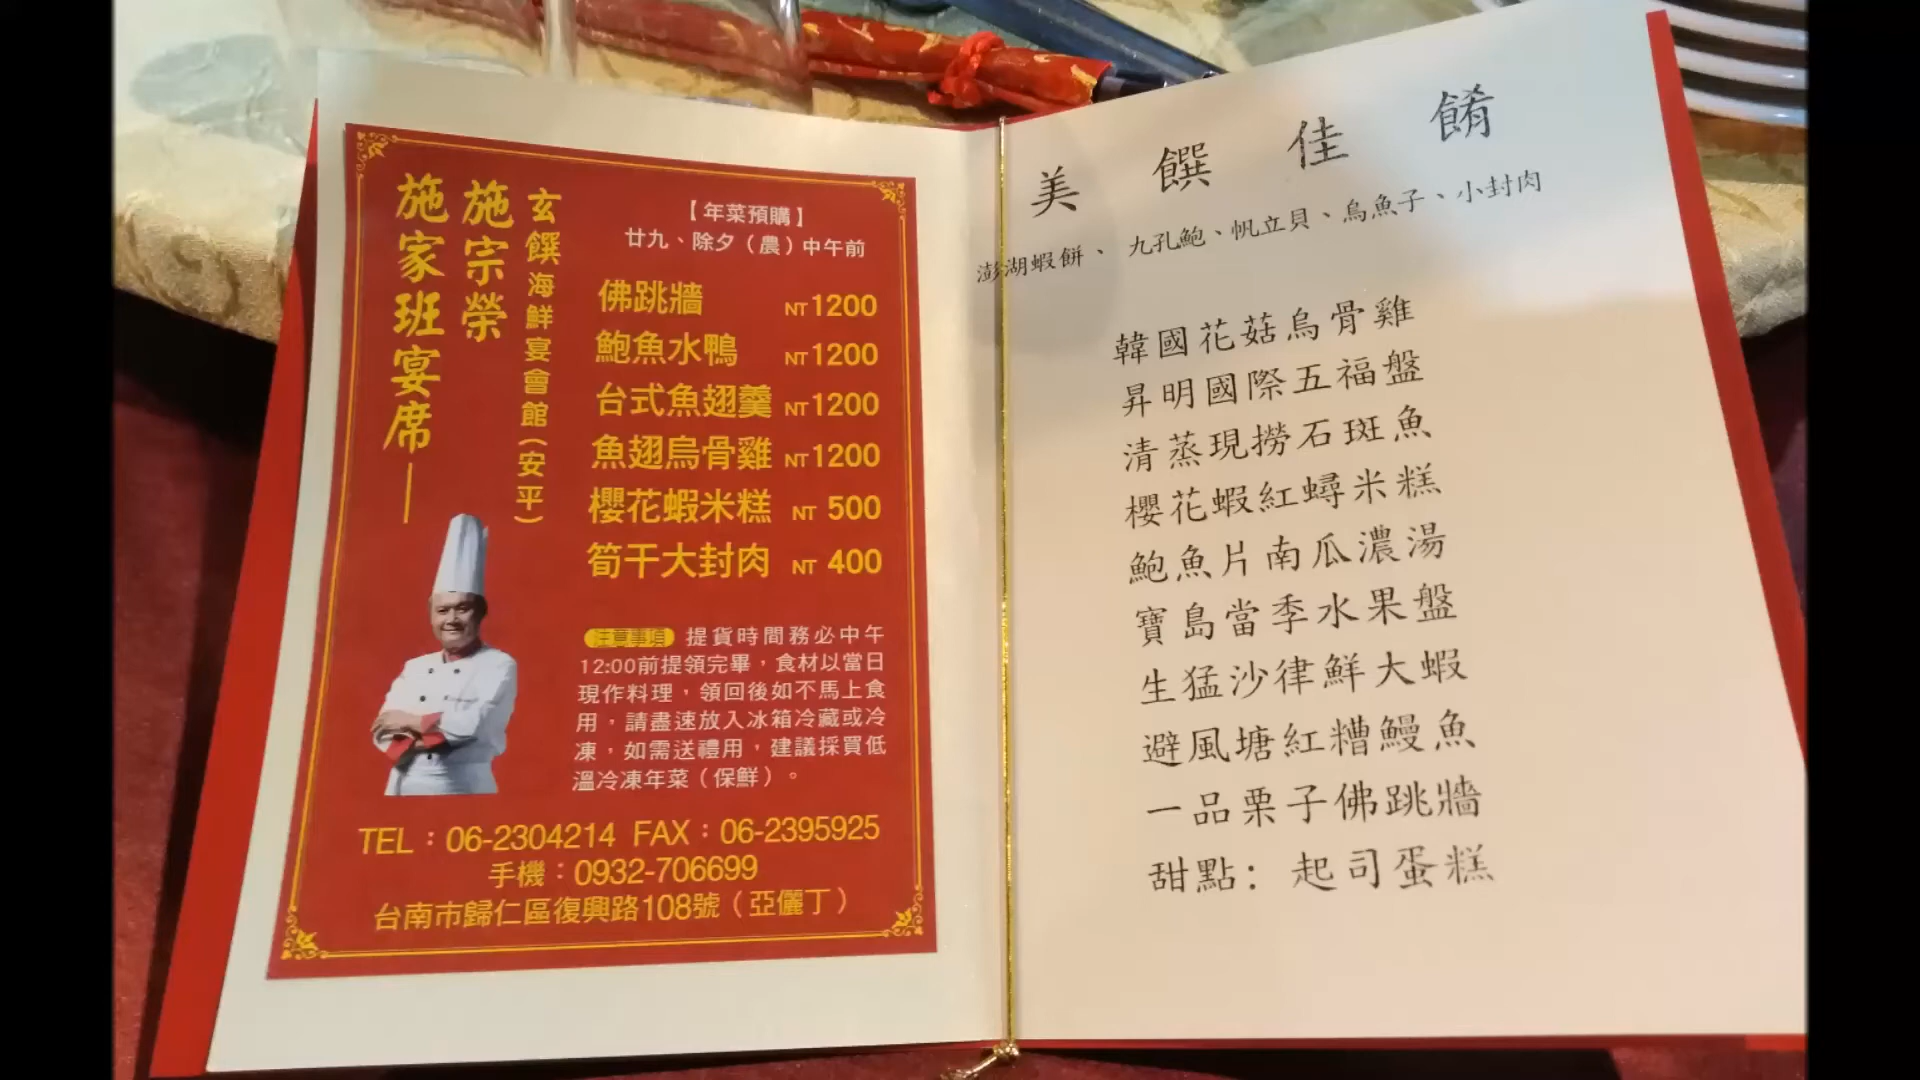 施家班宴席—
施宗榮
玄饌海鮮宴會館(安平)
【年菜預購】
廿九、除夕(農)中午前
佛跳牆 NT 1200
鮑魚水鴨 NT 1200
台式魚翅羹 NT 1200
魚翅烏骨雞 NT 1200
櫻花蝦米糕 NT 500
筍干大封肉 NT 400
注意事項 提貨時間務必中午
12:00前提領完畢，食材以當日
現作料理，領回後如不馬上食
用，請盡速放入冰箱冷藏或冷
凍，如需送禮用，建議採買低
溫冷凍年菜(保鮮)。
TEL：06-2304214 FAX：06-2395925
手機：0932-706699
台南市歸仁區復興路108號(亞儷丁)
美饌佳餚
澎湖蝦餅、九孔鮑、帆立貝、烏魚子、小封肉
韓國花菇烏骨雞
昇明國際五福盤
清蒸現撈石斑魚
櫻花蝦紅蟳米糕
鮑魚片南瓜濃湯
寶島當季水果盤
生猛沙律鮮大蝦
避風塘紅糟鰻魚
一品栗子佛跳牆
甜點：起司蛋糕